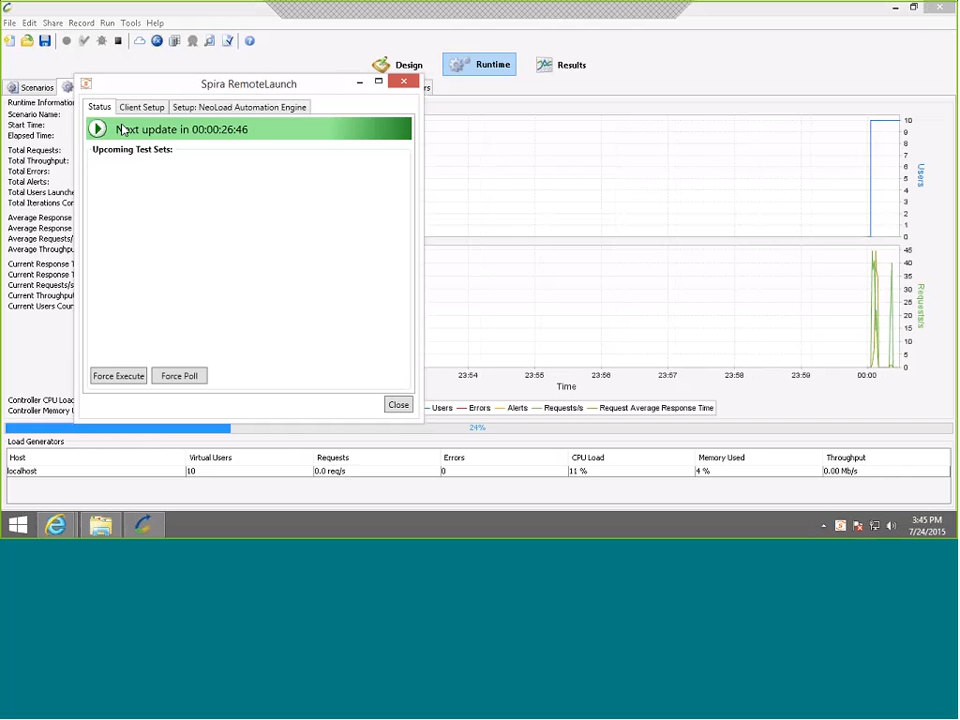 File Edit Share Record Run Tools Help
Design Runtime Results
Scenarios
Spira RemoteLaunch
Status Client Setup Setup: NeoLoad Automation Engine
Next update in 00:00:26:46
Upcoming Test Sets:
Force Execute Force Poll
Close
Runtime Informatio
Scenario Name:
Start Time:
Elapsed Time:
Total Requests:
Total Throughput:
Total Errors:
Total Alerts:
Total Users Launche
Total Iterations Cor
Average Response
Average Response
Average Requests/
Average Throughpu
Current Response T
Current Response T
Current Requests/s
Current Throughput
Current Users Coun
Controller CPU Load
Controller Memory U
10
9
8
7
6
5
4
3
2
1
0
Users
45
40
35
30
25
20
15
10
5
0
Requests/s
23:54 23:55 23:56 23:57 23:58 23:59 00:00
Time
Users Errors Alerts Requests/s Request Average Response Time
24%
Load Generators
Host Virtual Users Requests Errors CPU Load Memory Used Throughput
localhost 10 0.0 req/s 0 11 % 4 % 0.00 Mb/s
3:45 PM
7/24/2015